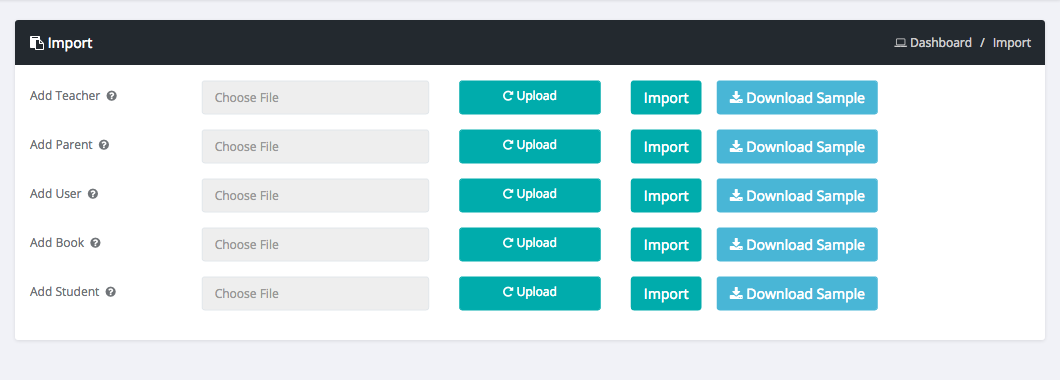 Import Dashboard / Import
Add Teacher Choose File Upload Import Download Sample
Add Parent Choose File Upload Import Download Sample
Add User Choose File Upload Import Download Sample
Add Book Choose File Upload Import Download Sample
Add Student Choose File Upload Import Download Sample